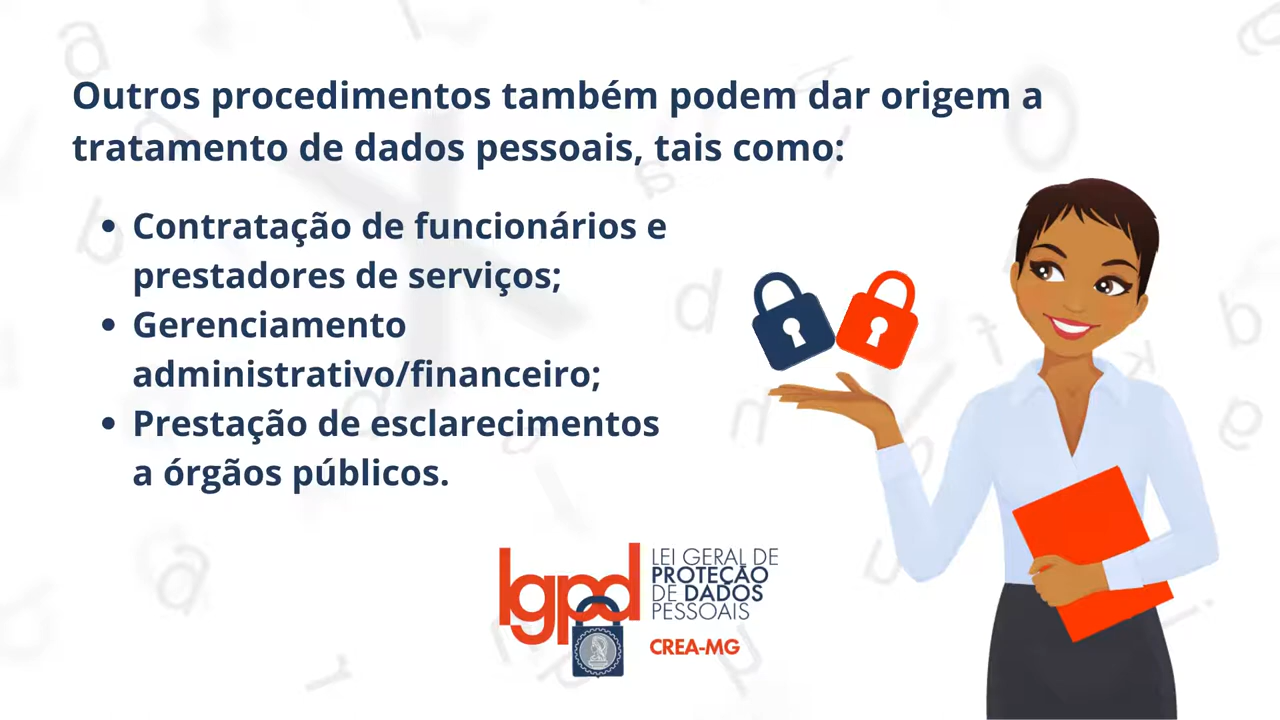 Outros procedimentos também podem dar origem a
tratamento de dados pessoais, tais como:
• Contratação de funcionários e
prestadores de serviços;
• Gerenciamento
administrativo/financeiro;
• Prestação de esclarecimentos
a órgãos públicos.
lgpd
LEI GERAL DE
PROTEÇÃO
DE DADOS
PESSOAIS
CREA-MG